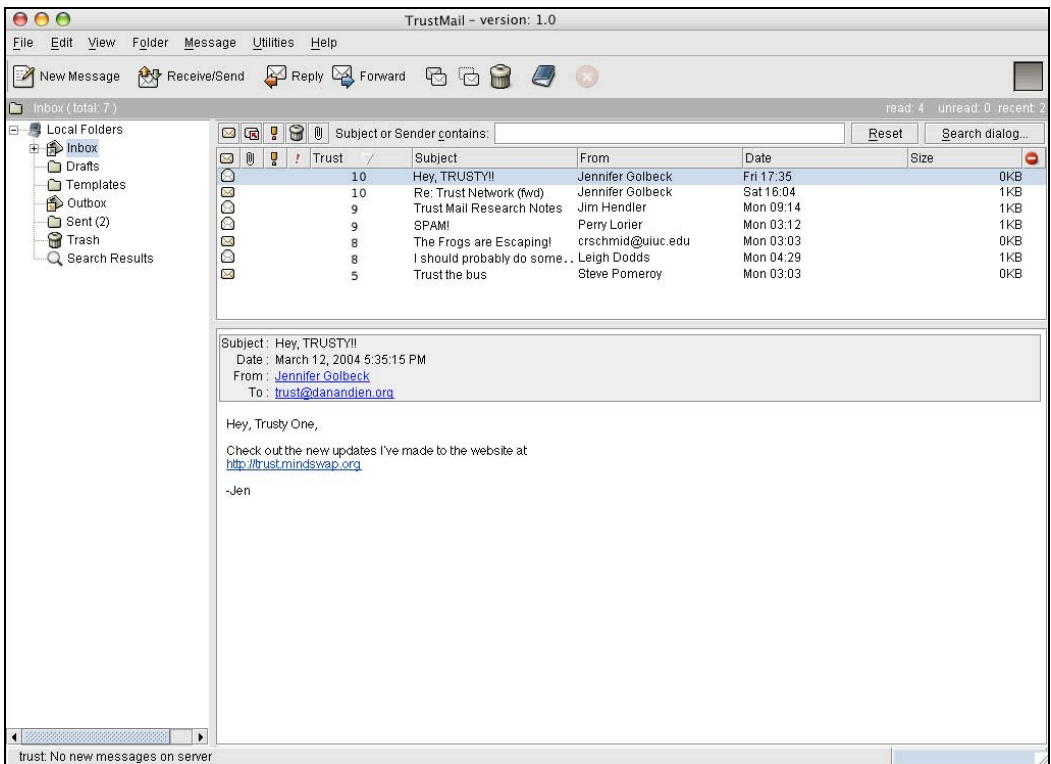 TrustMail - version: 1.0
File Edit View Folder Message Utilities Help
New Message Receive/Send Reply Forward
Inbox ( total: 7 ) read: 4 unread: 0 recent: 2
Local Folders
Inbox
Drafts
Templates
Outbox
Sent (2)
Trash
Search Results
Subject or Sender contains: Reset Search dialog...
! Trust Subject From Date Size
10 Hey, TRUSTY!! Jennifer Golbeck Fri 17:35 0KB
10 Re: Trust Network (fwd) Jennifer Golbeck Sat 16:04 1KB
9 Trust Mail Research Notes Jim Hendler Mon 09:14 1KB
9 SPAM! Perry Lorier Mon 03:12 1KB
8 The Frogs are Escaping! crschmid@uiuc.edu Mon 03:03 0KB
8 I should probably do some.. Leigh Dodds Mon 04:29 1KB
5 Trust the bus Steve Pomeroy Mon 03:03 0KB
Subject : Hey, TRUSTY!!
Date : March 12, 2004 5:35:15 PM
From : Jennifer Golbeck
To : trust@danandjen.org
Hey, Trusty One,
Check out the new updates I've made to the website at
http://trust.mindswap.org
-Jen
trust: No new messages on server